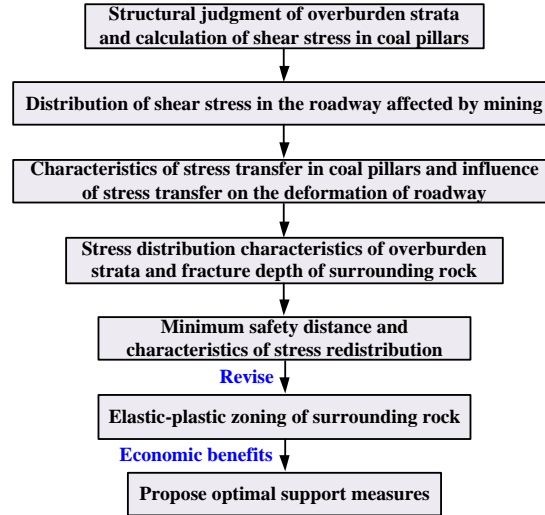 Structural judgment of overburden strata
and calculation of shear stress in coal pillars
Distribution of shear stress in the roadway affected by mining
Characteristics of stress transfer in coal pillars and influence
of stress transfer on the deformation of roadway
Stress distribution characteristics of overburden
strata and fracture depth of surrounding rock
Minimum safety distance and
characteristics of stress redistribution
Revise
Elastic-plastic zoning of surrounding rock
Economic benefits
Propose optimal support measures